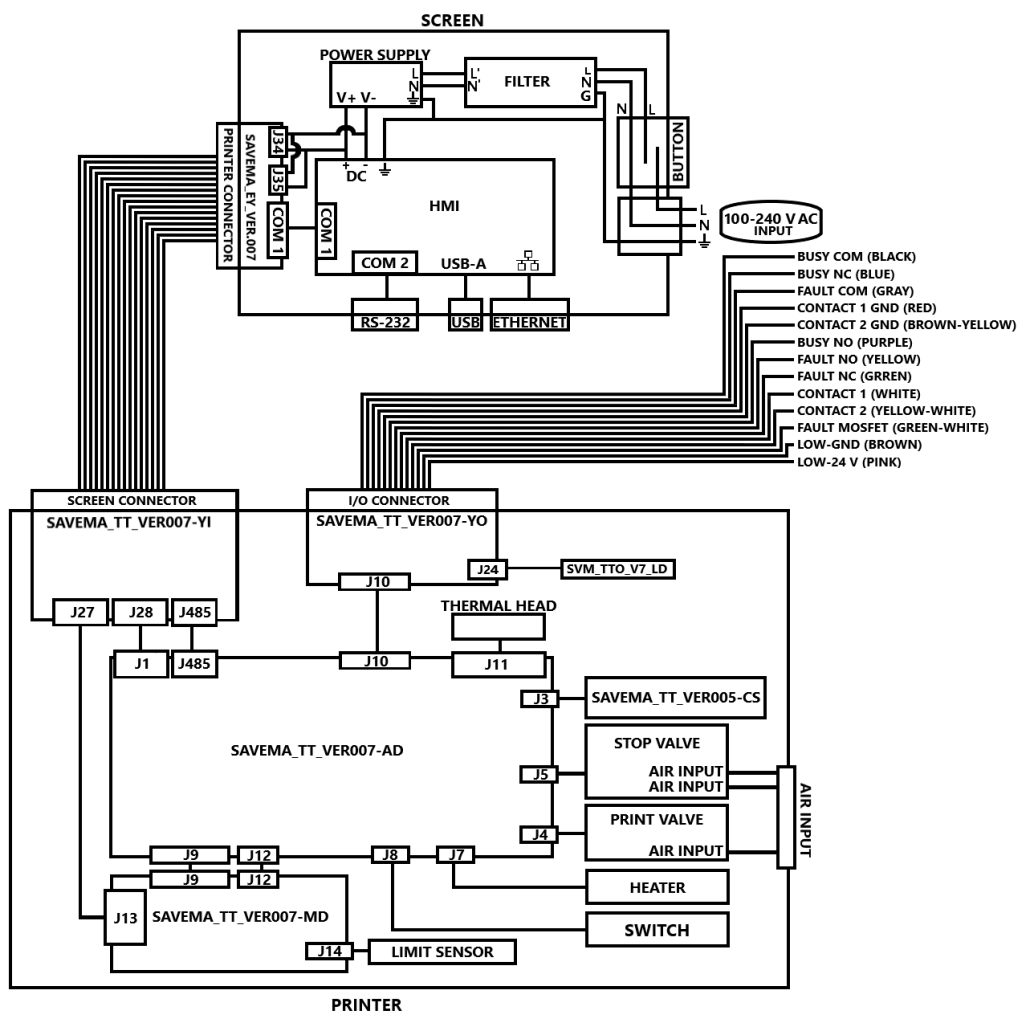 SCREEN
POWER SUPPLY
L
N
V+ V-
L'
N'
FILTER
L
N
G
N
L
BUTTON
PRINTER CONNECTOR
SAVEMA_EY_VER.007
J34
J35
COM 1
+
-
DC
COM 1
HMI
COM 2
USB-A
RS-232
USB
ETHERNET
L
N
100-240 V AC
INPUT
BUSY COM (BLACK)
BUSY NC (BLUE)
FAULT COM (GRAY)
CONTACT 1 GND (RED)
CONTACT 2 GND (BROWN-YELLOW)
BUSY NO (PURPLE)
FAULT NO (YELLOW)
FAULT NC (GRREN)
CONTACT 1 (WHITE)
CONTACT 2 (YELLOW-WHITE)
FAULT MOSFET (GREEN-WHITE)
LOW-GND (BROWN)
LOW-24 V (PINK)
SCREEN CONNECTOR
SAVEMA_TT_VER007-YI
J27
J28
J485
I/O CONNECTOR
SAVEMA_TT_VER007-YO
J24
SVM_TTO_V7_LD
J10
THERMAL HEAD
J1
J485
J10
J11
J3
SAVEMA_TT_VER005-CS
SAVEMA_TT_VER007-AD
J5
STOP VALVE
AIR INPUT
AIR INPUT
J4
PRINT VALVE
AIR INPUT
AIR INPUT
J9
J12
J8
J7
J9
J12
HEATER
J13
SAVEMA_TT_VER007-MD
SWITCH
J14
LIMIT SENSOR
PRINTER